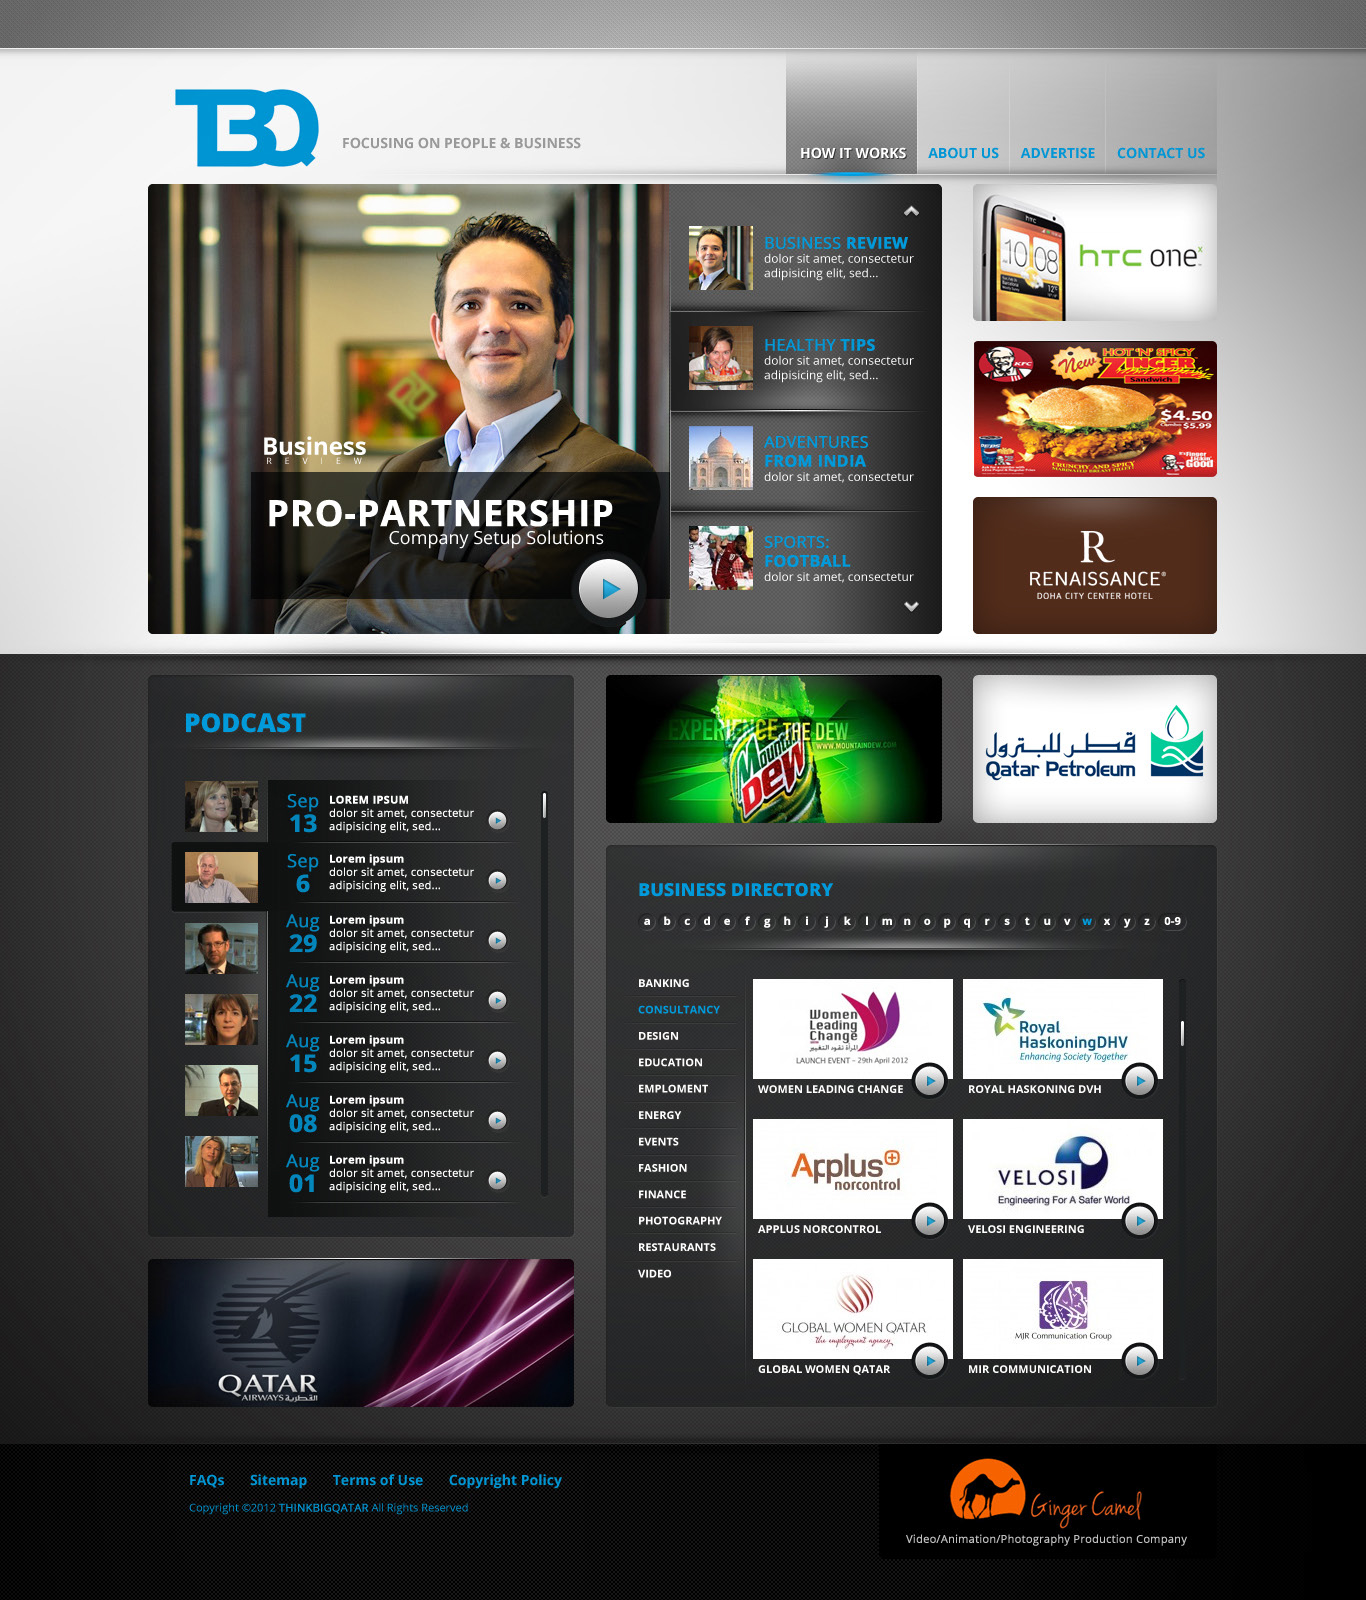 TBQ
FOCUSING ON PEOPLE & BUSINESS
HOW IT WORKS
ABOUT US
ADVERTISE
CONTACT US
Business
REVIEW
PRO-PARTNERSHIP
Company Setup Solutions
BUSINESS REVIEW
dolor sit amet, consectetur
adipisicing elit, sed...
HEALTHY TIPS
dolor sit amet, consectetur
adipisicing elit, sed...
ADVENTURES
FROM INDIA
dolor sit amet, consectetur
SPORTS:
FOOTBALL
dolor sit amet, consectetur
htc
10 08
htc one x
KFC
New
HOT 'N' SPICY
ZINGER
Sandwich
$4.50
$5.99
CRUNCHY AND SPICY
MARINATED BREAST FILLET
Finger
Lickin'
Good
R
RENAISSANCE®
DOHA CITY CENTER HOTEL
PODCAST
Sep
13
LOREM IPSUM
dolor sit amet, consectetur
adipisicing elit, sed...
Sep
6
Lorem ipsum
dolor sit amet, consectetur
adipisicing elit, sed...
Aug
29
Lorem ipsum
dolor sit amet, consectetur
adipisicing elit, sed...
Aug
22
Lorem ipsum
dolor sit amet, consectetur
adipisicing elit, sed...
Aug
15
Lorem ipsum
dolor sit amet, consectetur
adipisicing elit, sed...
Aug
08
Lorem ipsum
dolor sit amet, consectetur
adipisicing elit, sed...
Aug
01
Lorem ipsum
dolor sit amet, consectetur
adipisicing elit, sed...
EXPERIENCE THE DEW
WWW.MOUNTAINDEW.COM
Mountain
DEW
قطر للبترول
Qatar Petroleum
BUSINESS DIRECTORY
a b c d e f g h i j k l m n o p q r s t u v w x y z 0-9
BANKING
CONSULTANCY
DESIGN
EDUCATION
EMPLOMENT
ENERGY
EVENTS
FASHION
FINANCE
PHOTOGRAPHY
RESTAURANTS
VIDEO
Women
Leading
Change
المرأة تقود التغيير
LAUNCH EVENT – 29th April 2012
WOMEN LEADING CHANGE
Royal
HaskoningDHV
Enhancing Society Together
ROYAL HASKONING DVH
Applus
norcontrol
APPLUS NORCONTROL
VELOSI
Engineering For A Safer World
VELOSI ENGINEERING
GLOBAL WOMEN QATAR
the employment agency
GLOBAL WOMEN QATAR
MJR Communication Group
MIR COMMUNICATION
QATAR
AIRWAYS القطرية
FAQs
Sitemap
Terms of Use
Copyright Policy
Copyright ©2012 THINKBIGQATAR All Rights Reserved
Ginger Camel
Video/Animation/Photography Production Company